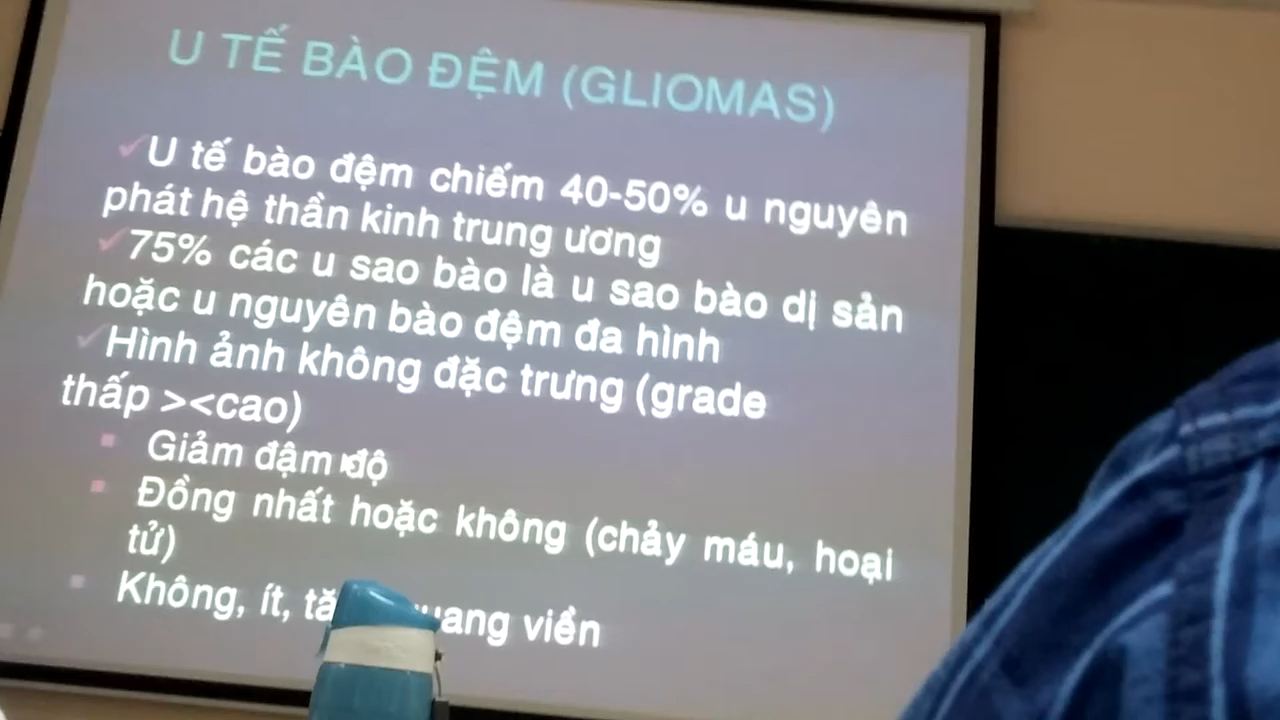 U TẾ BÀO ĐỆM (GLIOMAS)
U tế bào đệm chiếm 40-50% u nguyên
phát hệ thần kinh trung ương
75% các u sao bào là u sao bào dị sản
hoặc u nguyên bào đệm đa hình
Hình ảnh không đặc trưng (grade
thấp ><cao)
Giảm đậm độ
Đồng nhất hoặc không (chảy máu, hoại
tử)
Không, ít, viền